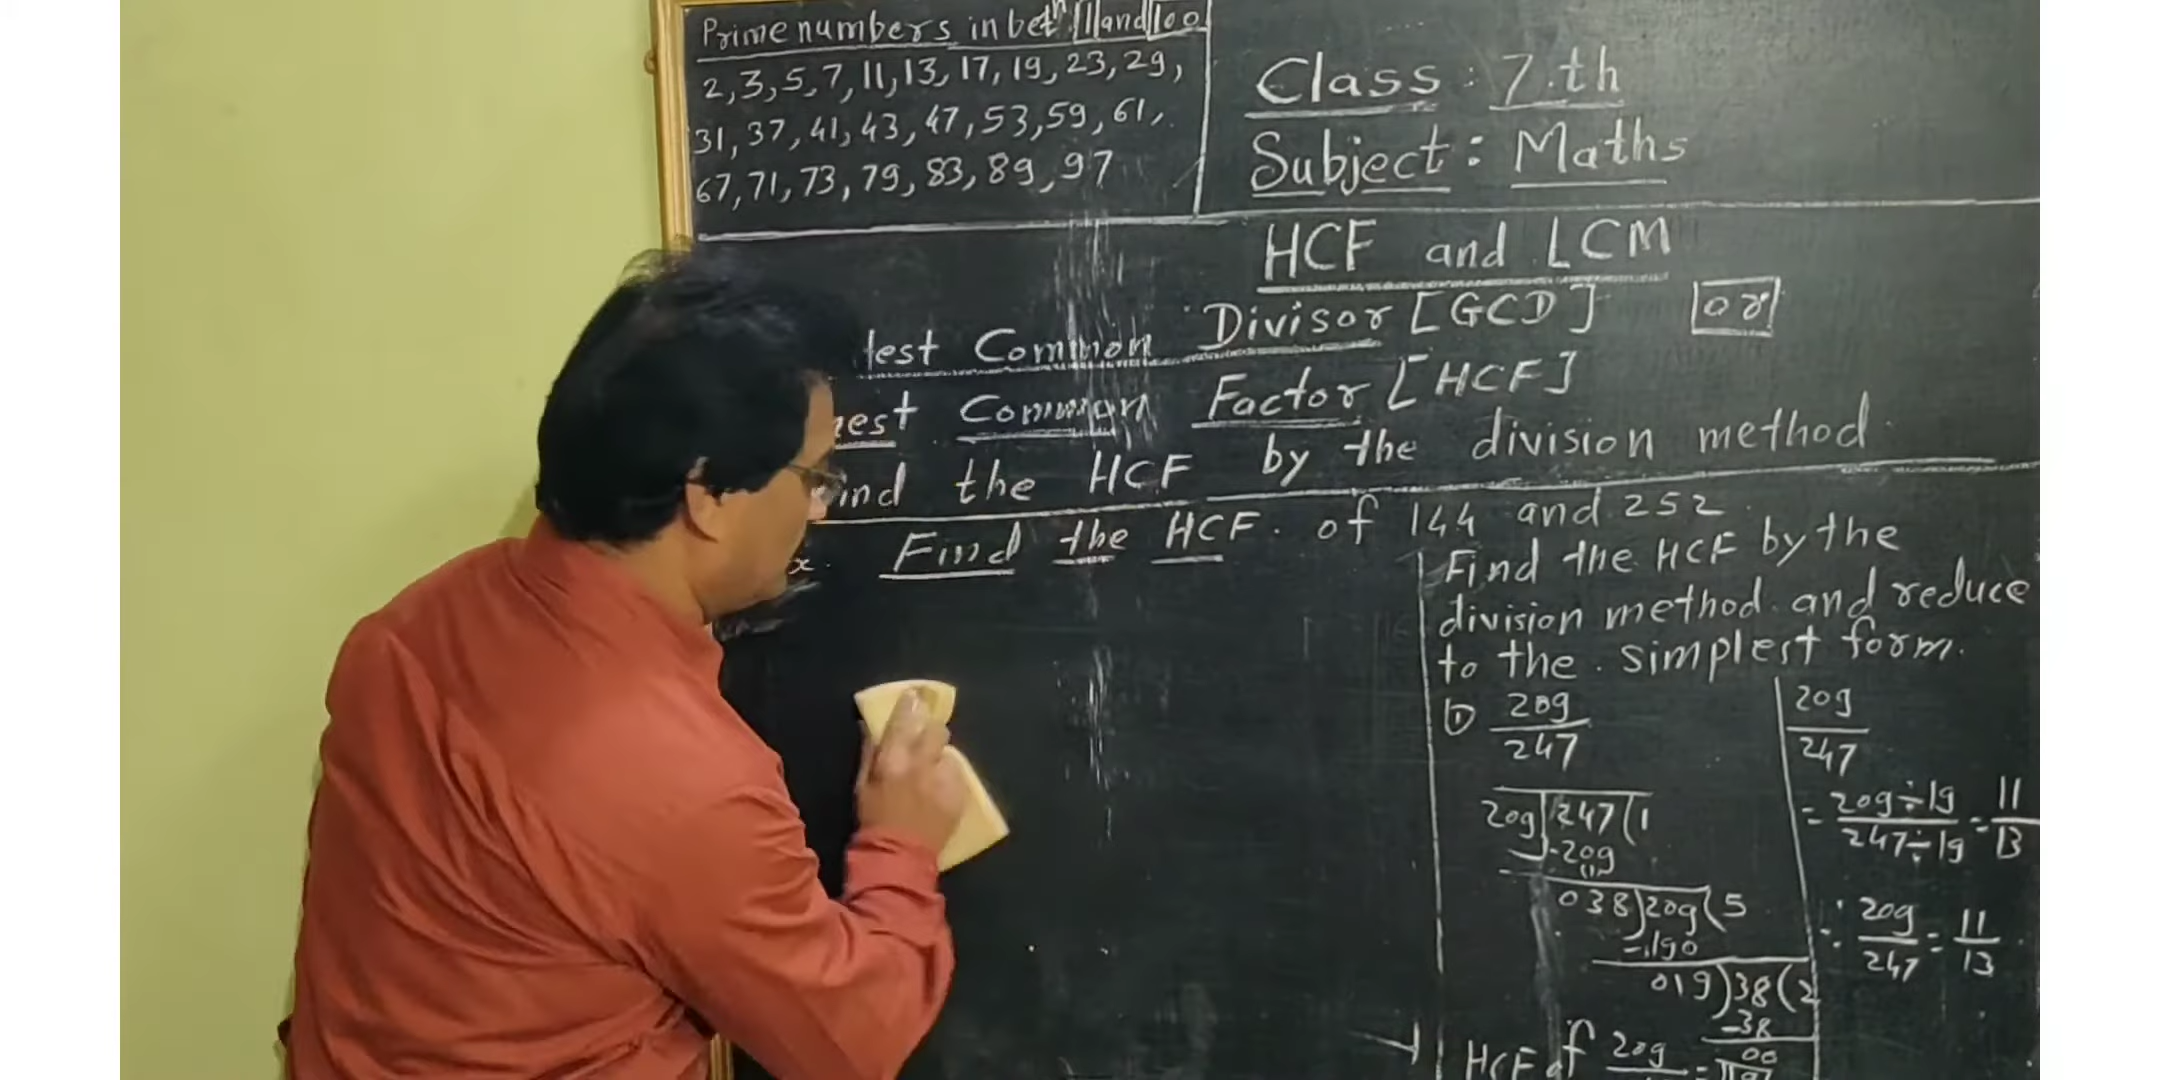 Prime numbers in betn 1 and 100
2, 3, 5, 7, 11, 13, 17, 19, 23, 29,
31, 37, 41, 43, 47, 53, 59, 61,
67, 71, 73, 79, 83, 89, 97
Class : 7.th
Subject : Maths
HCF and LCM
test Common Divisor [GCD] or
hest Common Factor [HCF]
ind the HCF by the division method.
x. Find the HCF. of 144 and 252.
Find the HCF by the
division method. and reduce
to the simplest form.
① 209/247
209) 247 (1
-209
038) 209 (5
-190
019) 38 (2
-38
00
HCF of 209
209/247
= 209÷19/247÷19 = 11/13
∴ 209/247 = 11/13